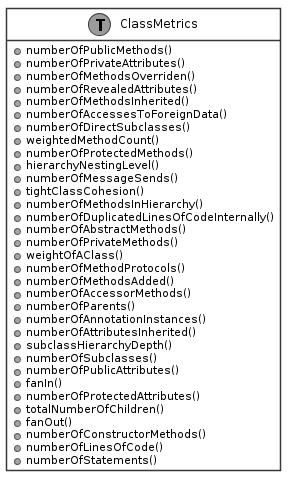 T ClassMetrics
numberOfPublicMethods()
numberOfPrivateAttributes()
numberOfMethodsOverriden()
numberOfRevealedAttributes()
numberOfMethodsInherited()
numberOfAccessesToForeignData()
numberOfDirectSubclasses()
weightedMethodCount()
numberOfProtectedMethods()
hierarchyNestingLevel()
numberOfMessageSends()
tightClassCohesion()
numberOfMethodsInHierarchy()
numberOfDuplicatedLinesOfCodeInternally()
numberOfAbstractMethods()
numberOfPrivateMethods()
weightOfAClass()
numberOfMethodProtocols()
numberOfMethodsAdded()
numberOfAccessorMethods()
numberOfParents()
numberOfAnnotationInstances()
numberOfAttributesInherited()
subclassHierarchyDepth()
numberOfSubclasses()
numberOfPublicAttributes()
fanIn()
numberOfProtectedAttributes()
totalNumberOfChildren()
fanOut()
numberOfConstructorMethods()
numberOfLinesOfCode()
numberOfStatements()